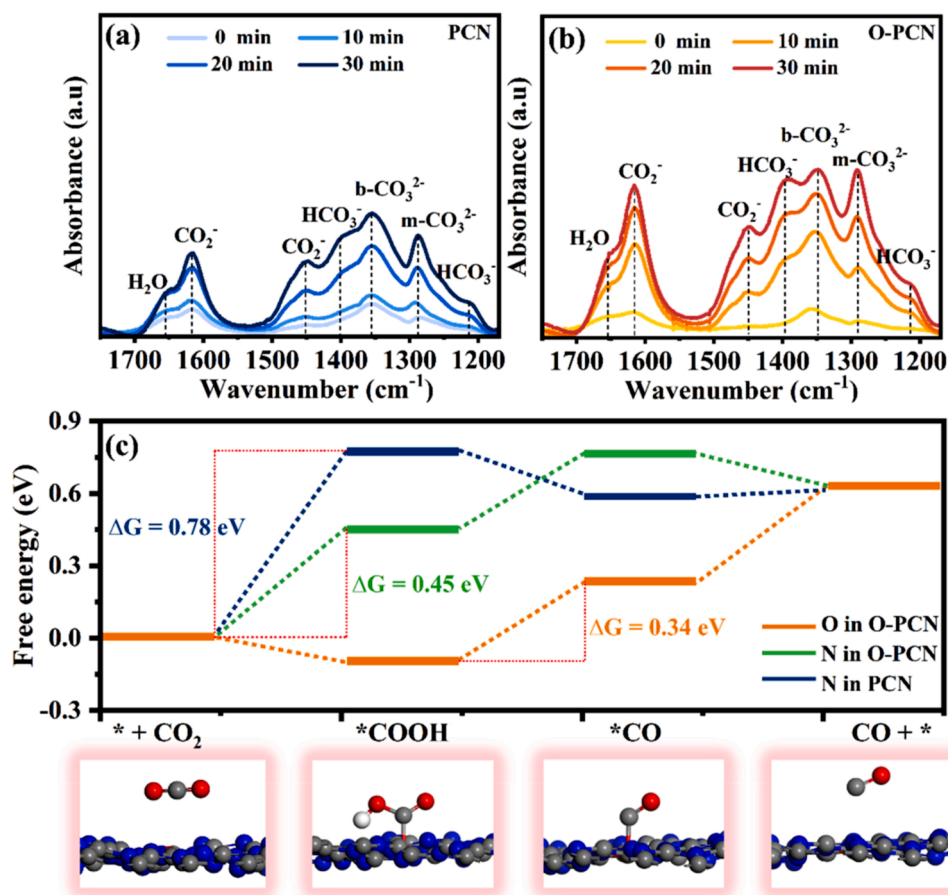 (a) PCN
0 min 10 min
20 min 30 min
H₂O
CO₂⁻
CO₂⁻
HCO₃⁻
b-CO₃²⁻
m-CO₃²⁻
HCO₃⁻
Absorbance (a.u)
1700 1600 1500 1400 1300 1200
Wavenumber (cm⁻¹)
(b) O-PCN
0 min 10 min
20 min 30 min
H₂O
CO₂⁻
CO₂⁻
HCO₃⁻
b-CO₃²⁻
m-CO₃²⁻
HCO₃⁻
Absorbance (a.u)
1700 1600 1500 1400 1300 1200
Wavenumber (cm⁻¹)
(c)
Free energy (eV)
0.9
0.6
0.3
0.0
-0.3
ΔG = 0.78 eV
ΔG = 0.45 eV
ΔG = 0.34 eV
O in O-PCN
N in O-PCN
N in PCN
* + CO₂ *COOH *CO CO + *